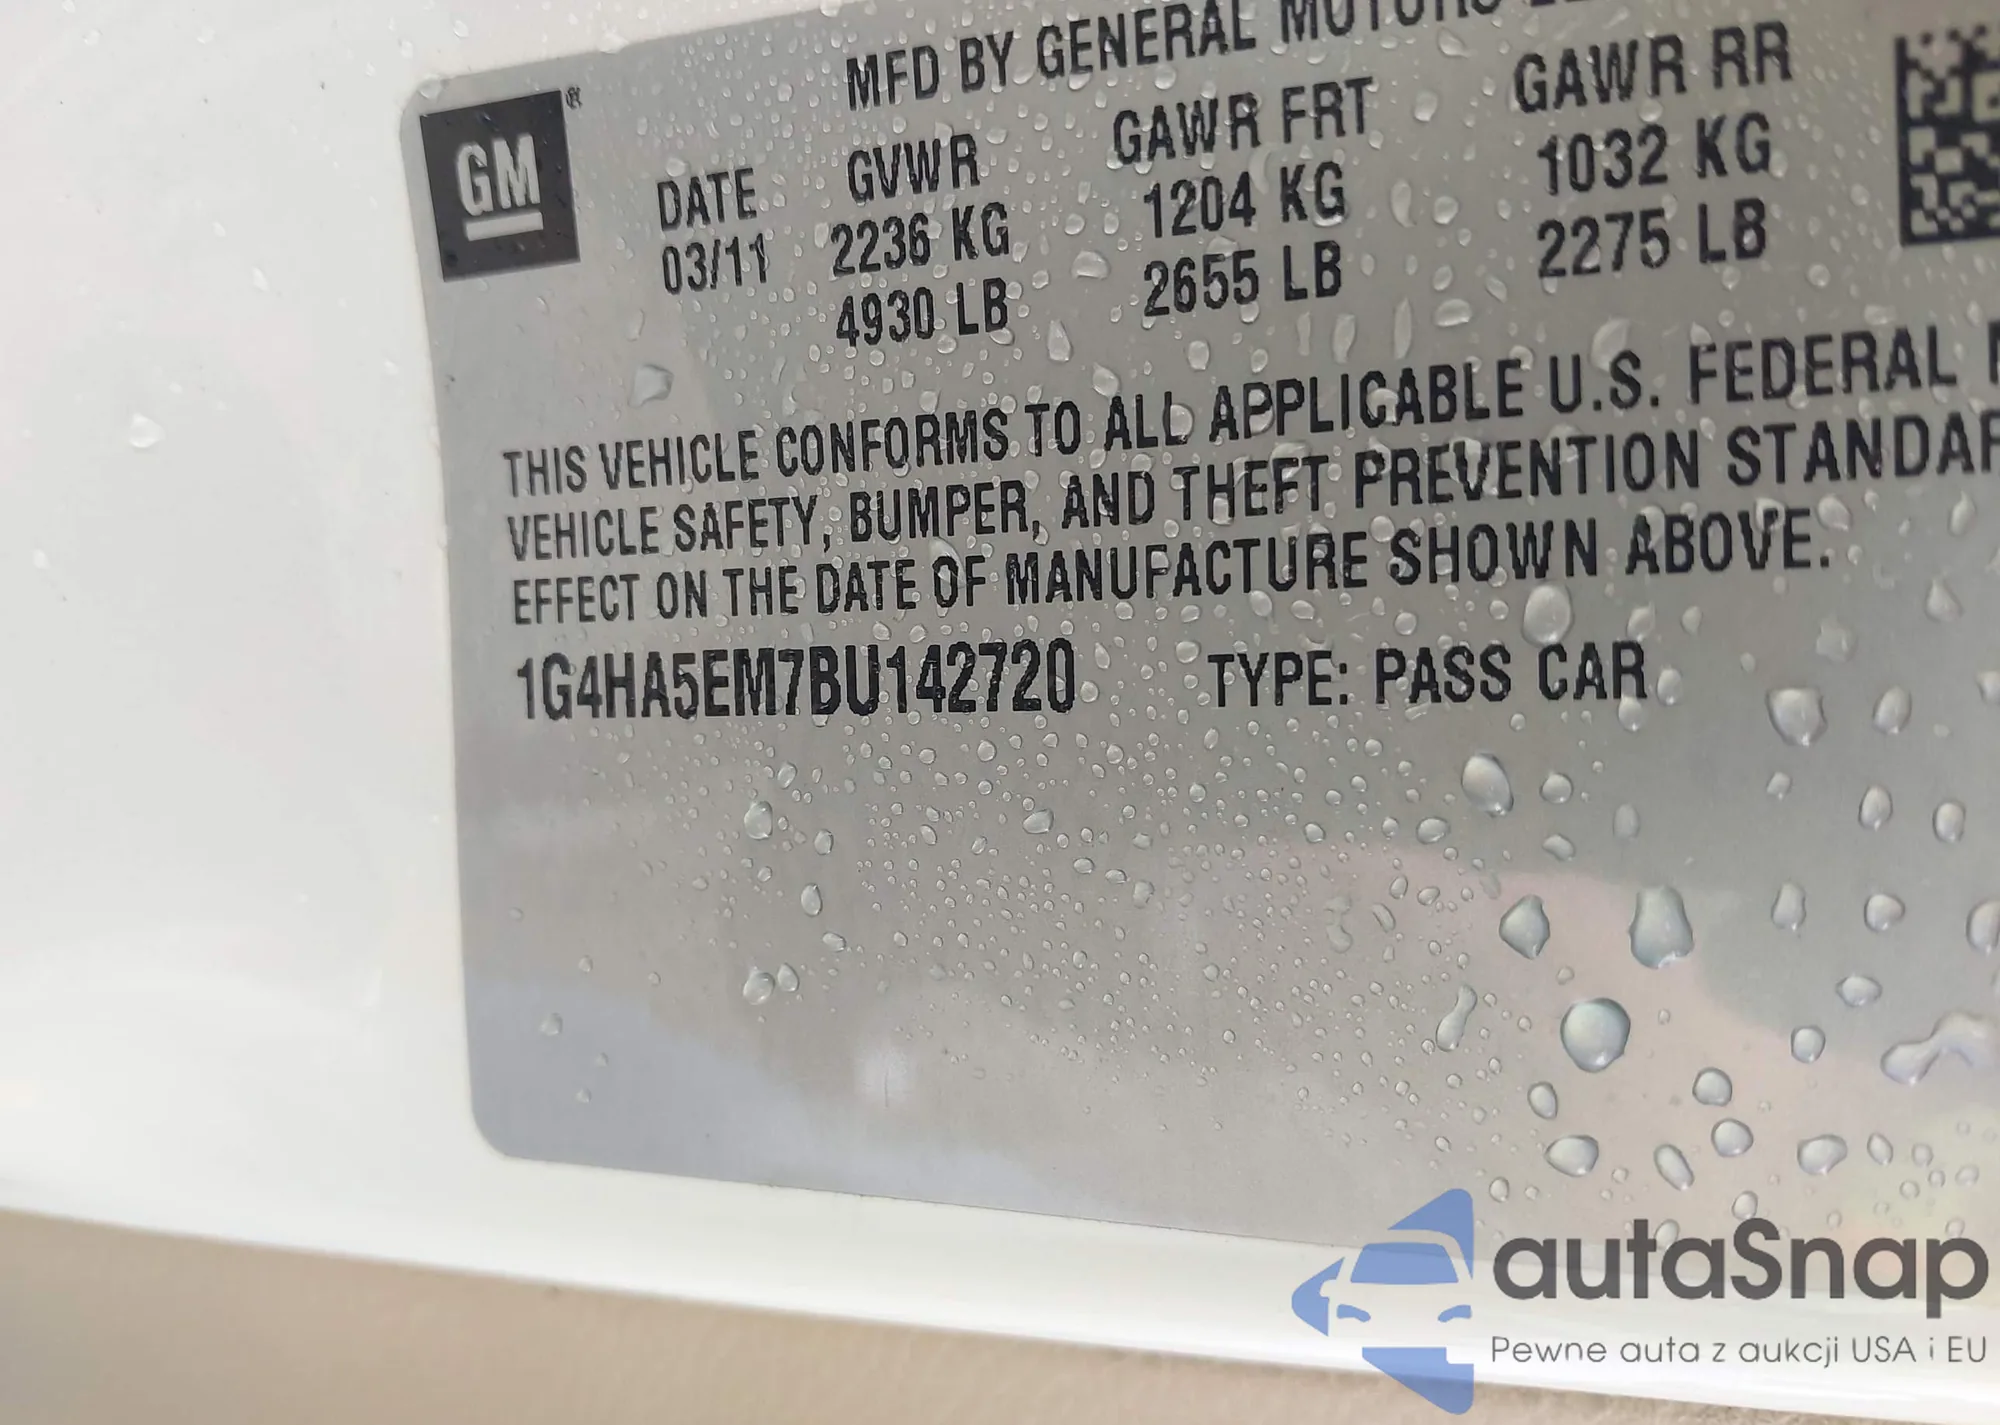 MFD BY GENERAL MOTORS
GM®
DATE GVWR GAWR FRT GAWR RR
03/11 2236 KG 1204 KG 1032 KG
4930 LB 2655 LB 2275 LB
THIS VEHICLE CONFORMS TO ALL APPLICABLE U.S. FEDERAL
VEHICLE SAFETY, BUMPER, AND THEFT PREVENTION STANDAR
EFFECT ON THE DATE OF MANUFACTURE SHOWN ABOVE.
1G4HA5EM7BU142720 TYPE: PASS CAR
autaSnap
Pewne auta z aukcji USA i EU